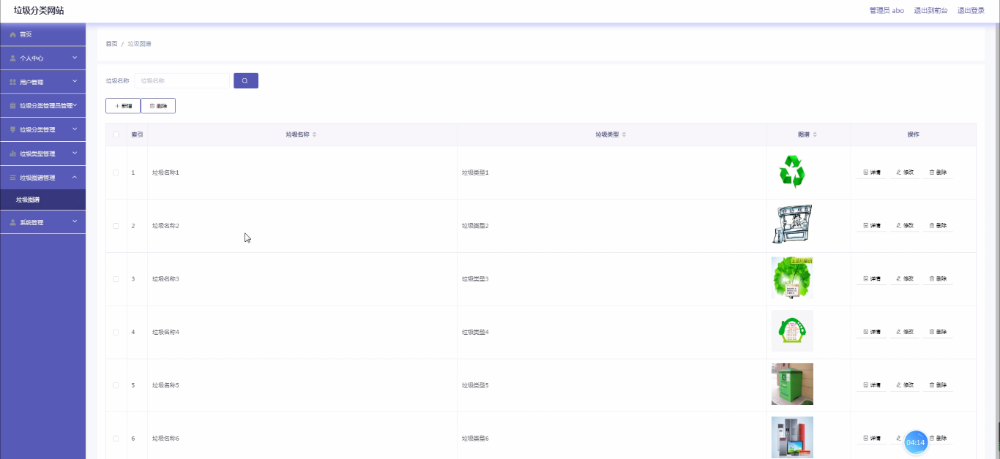 垃圾分类网站
管理员 abo 退出到前台 退出登录
首页
个人中心
用户管理
垃圾分类管理员管理
垃圾分类管理
垃圾类型管理
垃圾图谱管理
垃圾图谱
系统管理
首页 / 垃圾图谱
垃圾名称 垃圾名称
新增 删除
索引 垃圾名称 垃圾类型 图谱 操作
1 垃圾名称1 垃圾类型1 详情 修改 删除
2 垃圾名称2 垃圾类型2 详情 修改 删除
3 垃圾名称3 垃圾类型3 详情 修改 删除
4 垃圾名称4 垃圾类型4 详情 修改 删除
5 垃圾名称5 垃圾类型5 详情 修改 删除
6 垃圾名称6 垃圾类型6 详情 删除
04:14